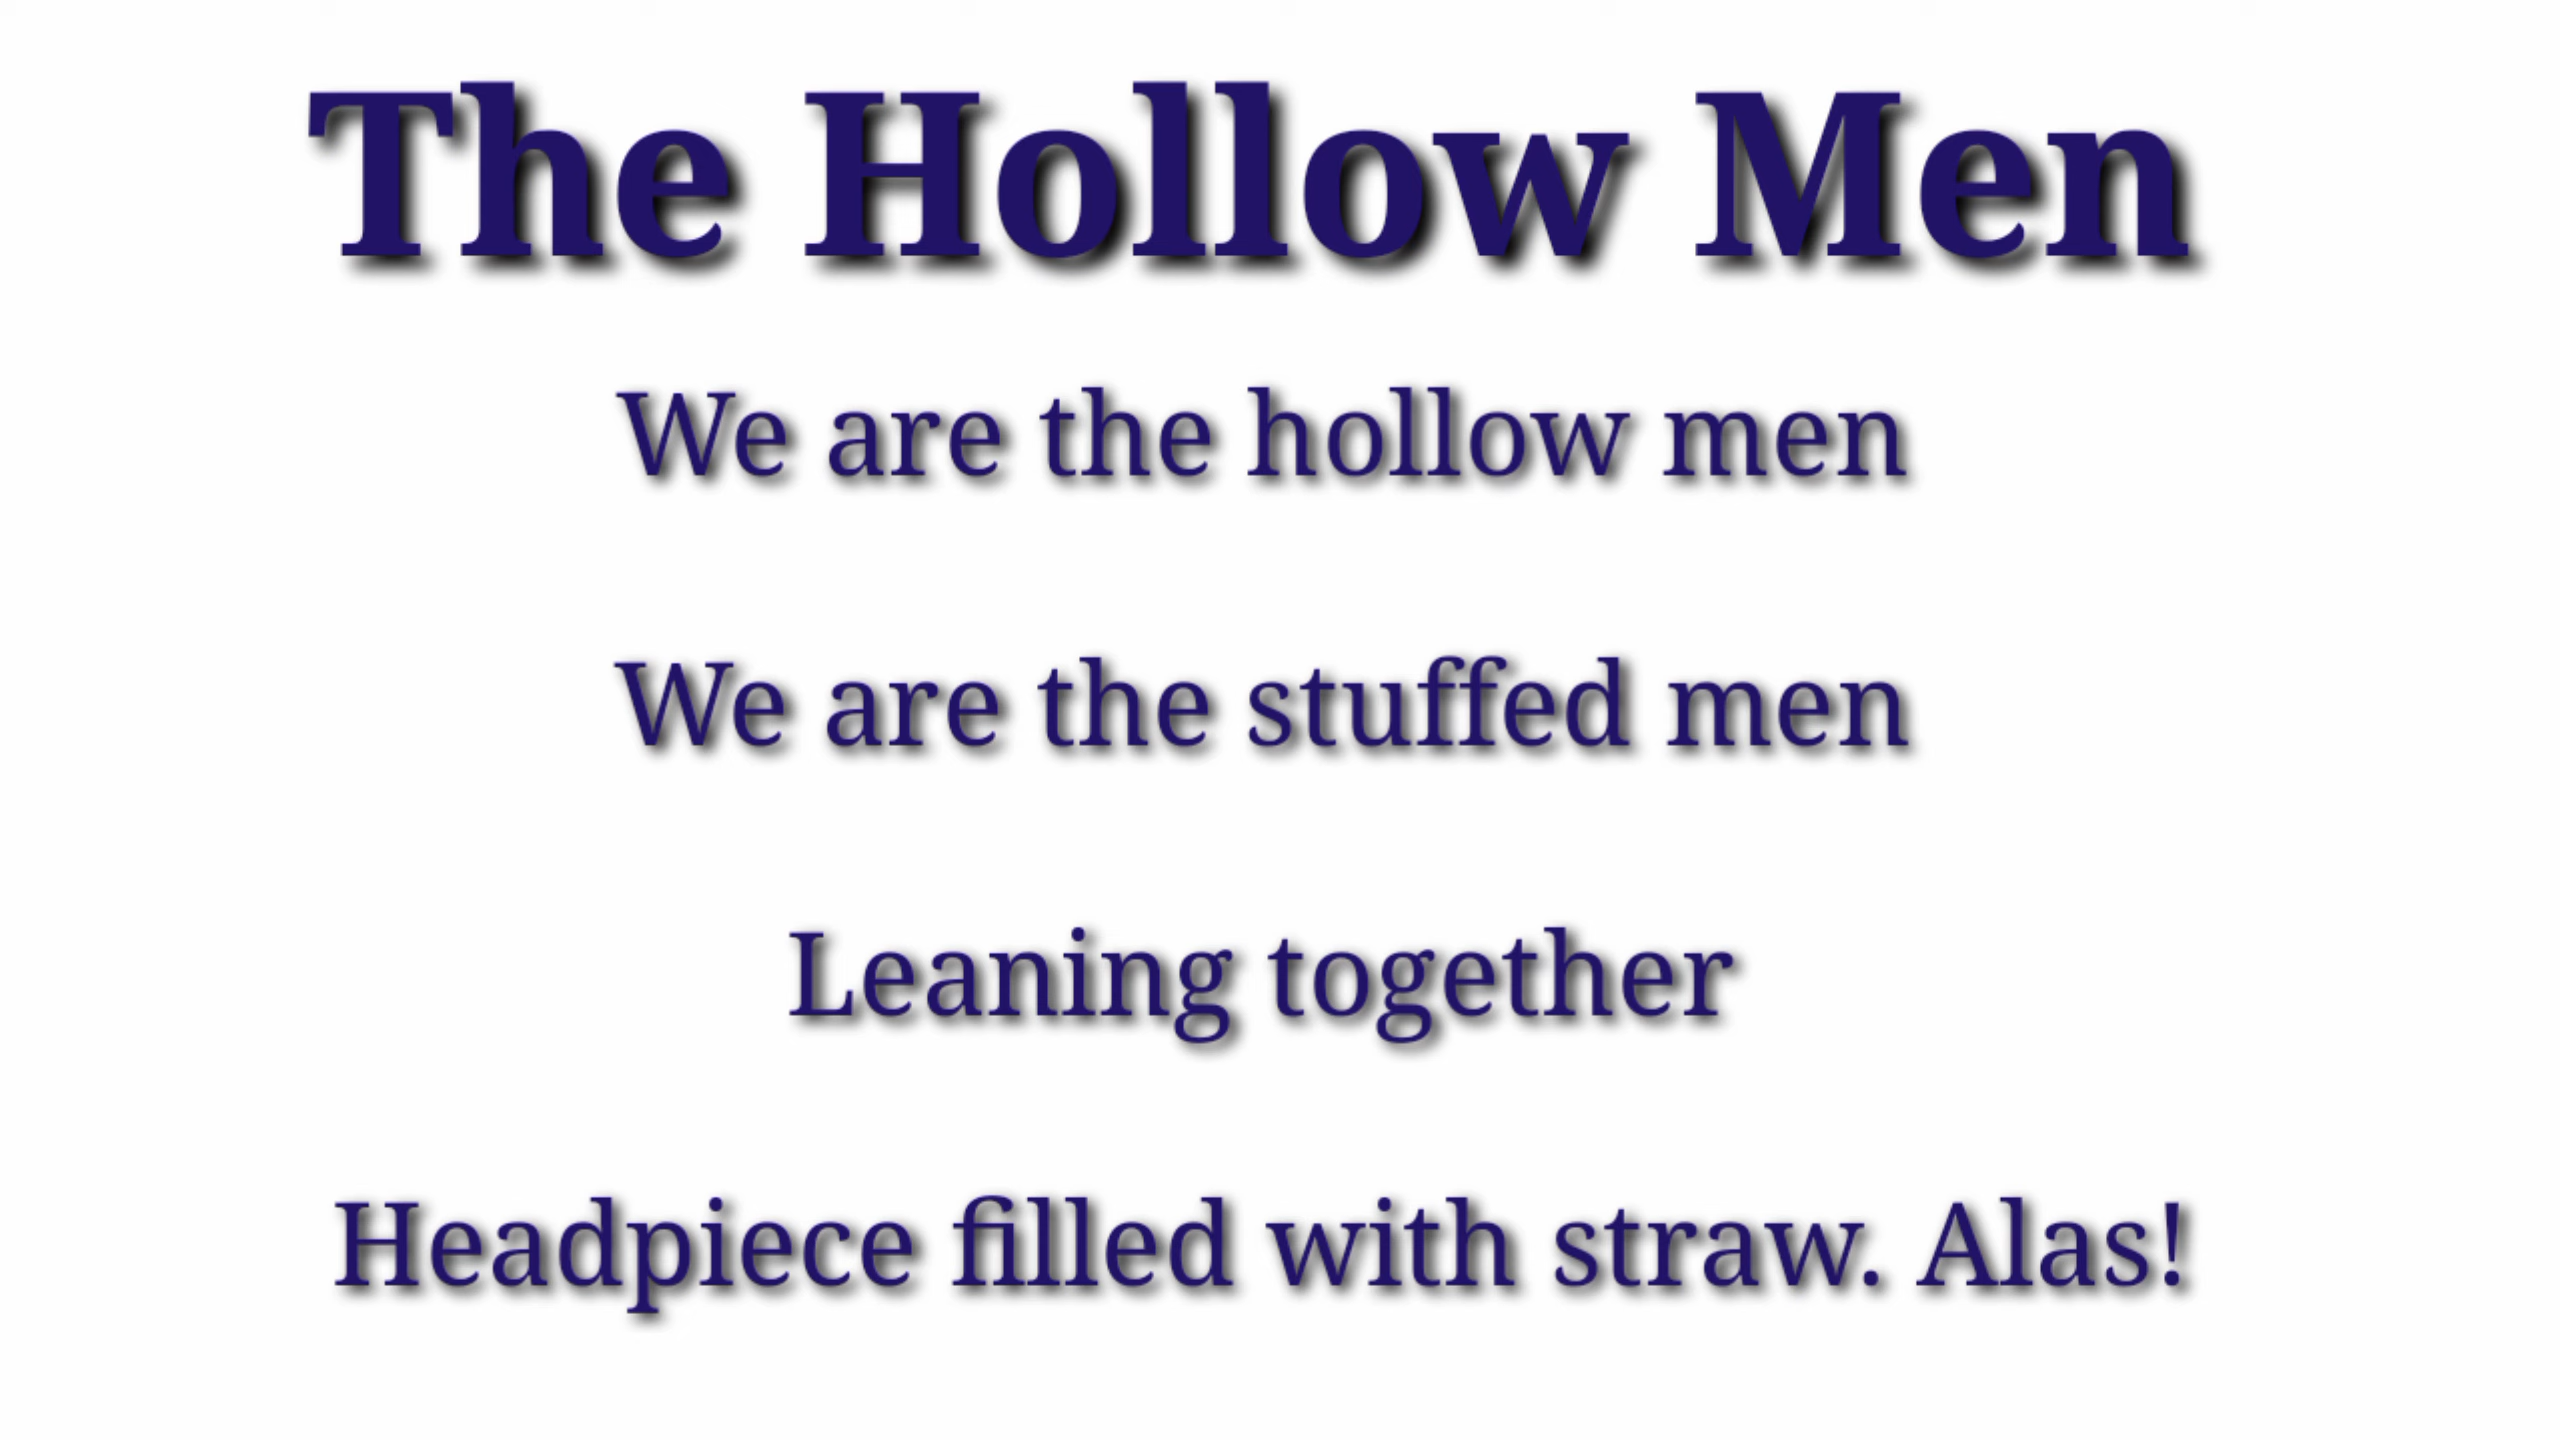 The Hollow Men
We are the hollow men
We are the stuffed men
Leaning together
Headpiece filled with straw. Alas!